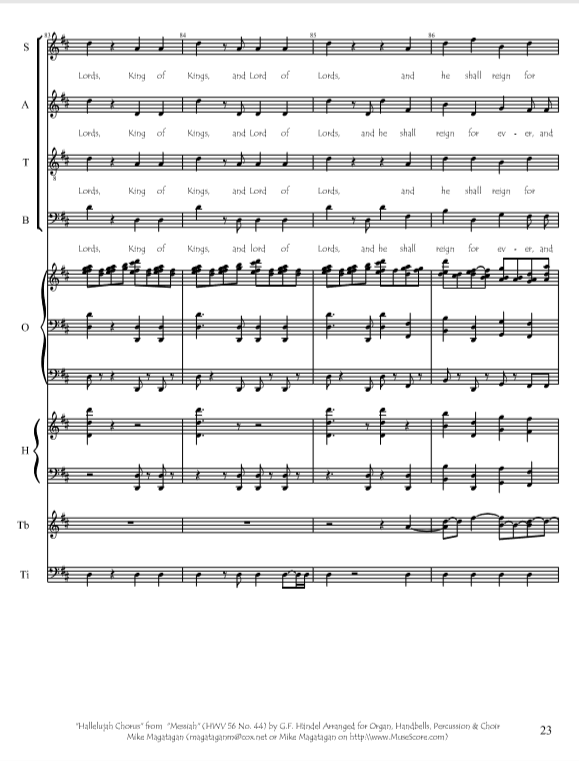 83 84 85 86
S
Lords, King of Kings, and Lord of Lords, and he shall reign for
A
Lords, King of Kings, and Lord of Lords, and he shall reign for ev - er, and
T
8
Lords, King of Kings, and Lord of Lords, and he shall reign for
B
Lords, King of Kings, and lord of Lords, and he shall reign for ev - er, and
O
H
Tb
Ti
"Hallelujah Chorus" from "Messiah" (HWV 56 No. 44) by G.F. Händel Arranged for Organ, Handbells, Percussion & Choir
Mike Magatagan (magataganm@cox.net or Mike Magatagan on http:\\www.MuseScore.com)
23